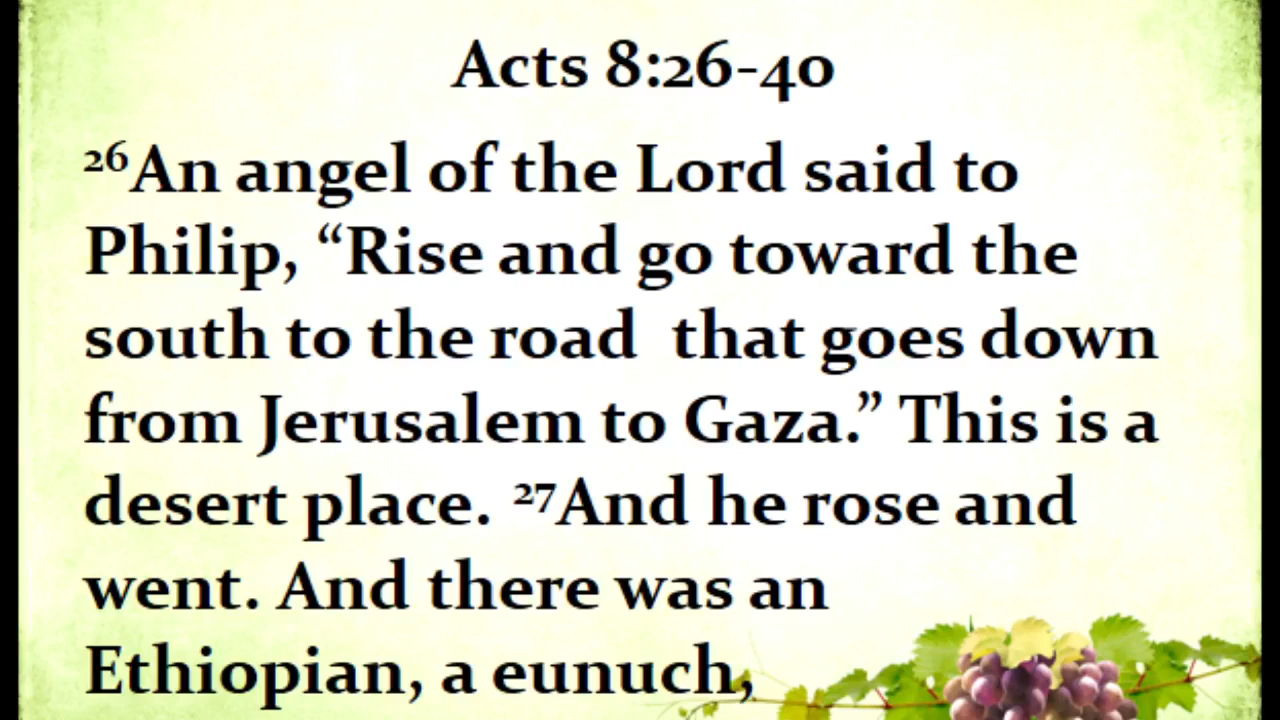 Acts 8:26-40
26An angel of the Lord said to
Philip, “Rise and go toward the
south to the road  that goes down
from Jerusalem to Gaza.” This is a
desert place. 27And he rose and
went. And there was an
Ethiopian, a eunuch,